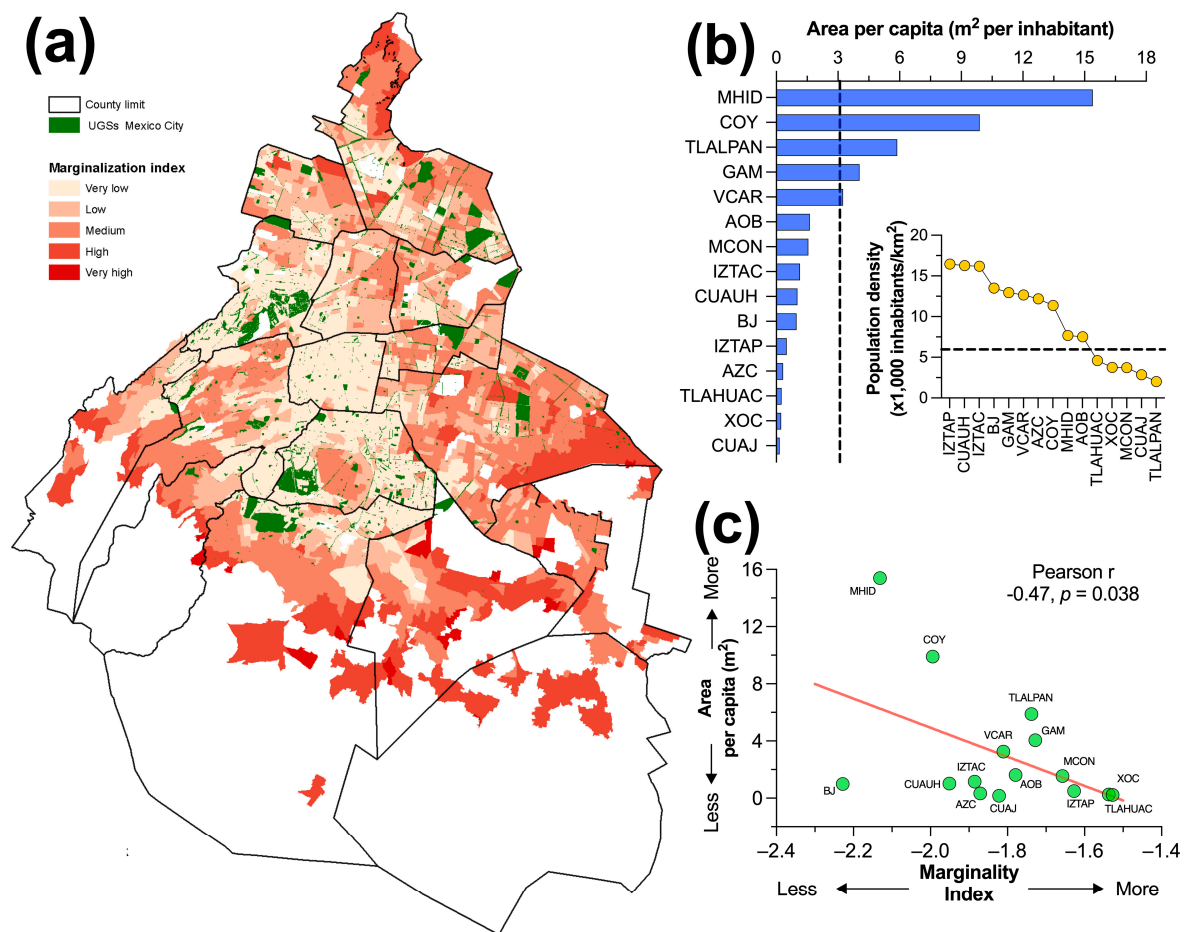 (a)
County limit
UGSs Mexico City
Marginalization index
Very low
Low
Medium
High
Very high
(b)
Area per capita (m² per inhabitant)
0 3 6 9 12 15 18
MHID
COY
TLALPAN
GAM
VCAR
AOB
MCON
IZTAC
CUAUH
BJ
IZTAP
AZC
TLAHUAC
XOC
CUAJ
Population density
(x1,000 inhabitants/km²)
20
15
10
5
0
IZTAP
CUAUH
IZTAC
BJ
GAM
VCAR
AZC
COY
MHID
AOB
TLAHUAC
XOC
MCON
CUAJ
TLALPAN
(c)
Pearson r
-0.47, p = 0.038
Less
More
Area
per capita (m²)
16
12
8
4
0
MHID
COY
TLALPAN
GAM
VCAR
MCON
XOC
IZTAC
CUAUH
AOB
BJ
AZC
CUAJ
IZTAP
TLAHUAC
–2.4 –2.2 –2.0 –1.8 –1.6 –1.4
Marginality
Index
Less
More